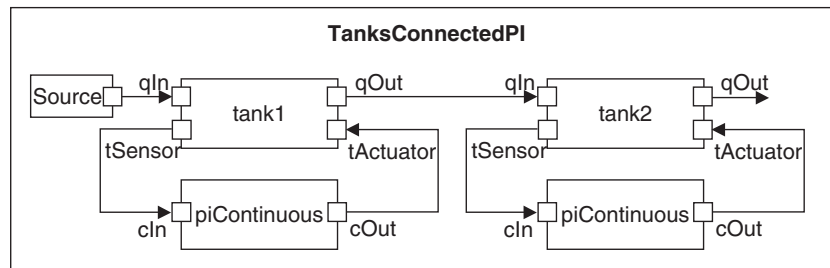 TanksConnectedPI
qIn qOut qIn qOut
Source tank1 tank2
tSensor tActuator tSensor tActuator
piContinuous piContinuous
cIn cOut cIn cOut